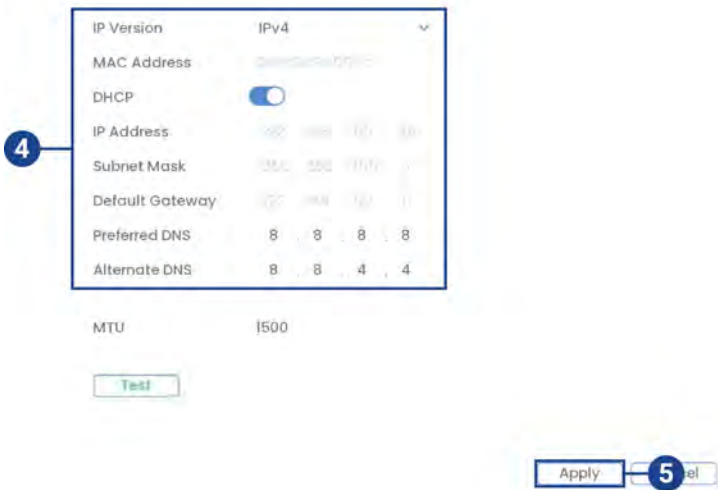 IP Version IPv4
MAC Address
DHCP
IP Address
4
Subnet Mask
Default Gateway
Preferred DNS 8 . 8 . 8 . 8
Alternate DNS 8 . 8 . 4 . 4
MTU 1500
Test
Apply 5 el